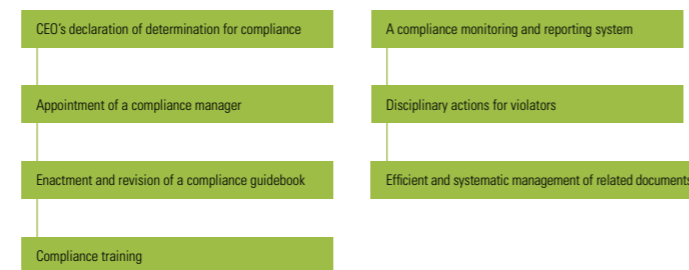 CEO’s declaration of determination for compliance
Appointment of a compliance manager
Enactment and revision of a compliance guidebook
Compliance training
A compliance monitoring and reporting system
Disciplinary actions for violators
Efficient and systematic management of related documents